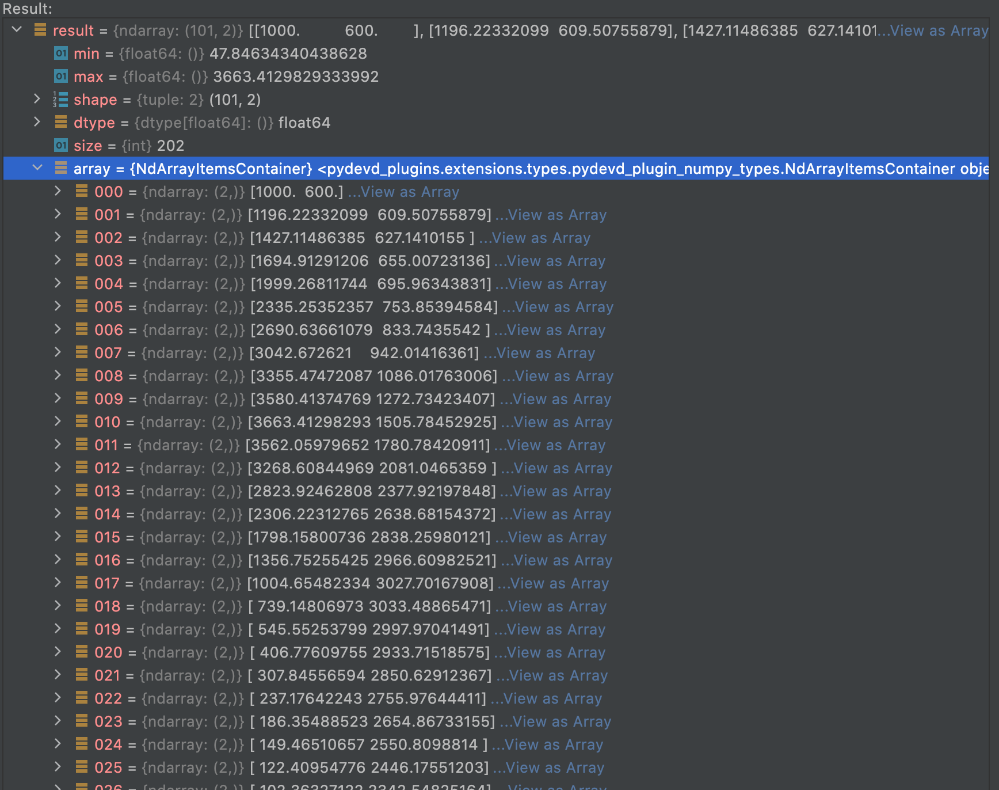 Result:
result = {ndarray: (101, 2)} [[1000. 600. ], [1196.22332099 609.50755879], [1427.11486385 627.14101...View as Array
01 min = {float64: ()} 47.84634340438628
01 max = {float64: ()} 3663.4129829333992
shape = {tuple: 2} (101, 2)
dtype = {dtype[float64]: ()} float64
01 size = {int} 202
array = {NdArrayItemsContainer} <pydevd_plugins.extensions.types.pydevd_plugin_numpy_types.NdArrayItemsContainer obje
000 = {ndarray: (2,)} [1000. 600.] ...View as Array
001 = {ndarray: (2,)} [1196.22332099 609.50755879] ...View as Array
002 = {ndarray: (2,)} [1427.11486385 627.1410155 ] ...View as Array
003 = {ndarray: (2,)} [1694.91291206 655.00723136] ...View as Array
004 = {ndarray: (2,)} [1999.26811744 695.96343831] ...View as Array
005 = {ndarray: (2,)} [2335.25352357 753.85394584] ...View as Array
006 = {ndarray: (2,)} [2690.63661079 833.7435542 ] ...View as Array
007 = {ndarray: (2,)} [3042.672621 942.01416361] ...View as Array
008 = {ndarray: (2,)} [3355.47472087 1086.01763006] ...View as Array
009 = {ndarray: (2,)} [3580.41374769 1272.73423407] ...View as Array
010 = {ndarray: (2,)} [3663.41298293 1505.78452925] ...View as Array
011 = {ndarray: (2,)} [3562.05979652 1780.78420911] ...View as Array
012 = {ndarray: (2,)} [3268.60844969 2081.0465359 ] ...View as Array
013 = {ndarray: (2,)} [2823.92462808 2377.92197848] ...View as Array
014 = {ndarray: (2,)} [2306.22312765 2638.68154372] ...View as Array
015 = {ndarray: (2,)} [1798.15800736 2838.25980121] ...View as Array
016 = {ndarray: (2,)} [1356.75255425 2966.60982521] ...View as Array
017 = {ndarray: (2,)} [1004.65482334 3027.70167908] ...View as Array
018 = {ndarray: (2,)} [ 739.14806973 3033.48865471] ...View as Array
019 = {ndarray: (2,)} [ 545.55253799 2997.97041491] ...View as Array
020 = {ndarray: (2,)} [ 406.77609755 2933.71518575] ...View as Array
021 = {ndarray: (2,)} [ 307.84556594 2850.62912367] ...View as Array
022 = {ndarray: (2,)} [ 237.17642243 2755.97644411] ...View as Array
023 = {ndarray: (2,)} [ 186.35488523 2654.86733155] ...View as Array
024 = {ndarray: (2,)} [ 149.46510657 2550.8098814 ] ...View as Array
025 = {ndarray: (2,)} [ 122.40954776 2446.17551203] ...View as Array
026 = {ndarray: (2,)} [ 102.36327122 2342.54825164] ...View as Array